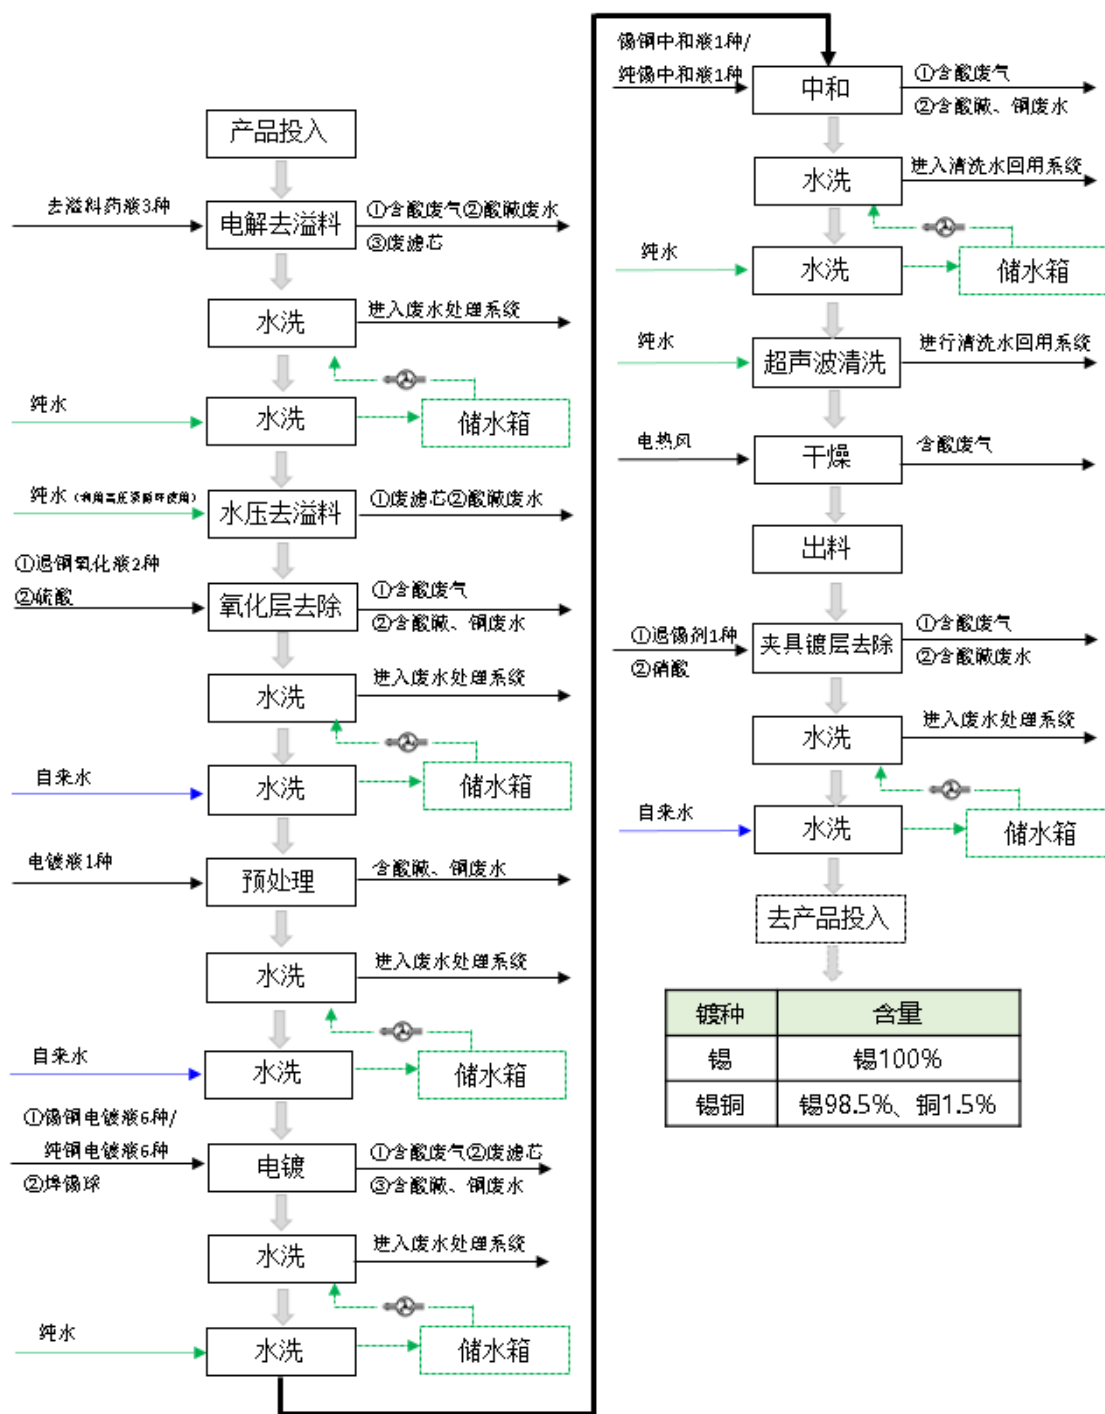 产品投入
去溢料药液3种
电解去溢料
①含酸废气②酸碱废水
③废滤芯
水洗
进入废水处理系统
纯水
水洗
储水箱
纯水（利用高压泵循环使用）
水压去溢料
①废滤芯②酸碱废水
①退铜氧化液2种
②硫酸
氧化层去除
①含酸废气
②含酸碱、铜废水
水洗
进入废水处理系统
自来水
水洗
储水箱
电镀液1种
预处理
含酸碱、铜废水
水洗
进入废水处理系统
自来水
水洗
储水箱
①锡铜电镀液6种/
纯铜电镀液6种
②焊锡球
电镀
①含酸废气②废滤芯
③含酸碱、铜废水
水洗
进入废水处理系统
纯水
水洗
储水箱
锡铜中和液1种/
纯锡中和液1种
中和
①含酸废气
②含酸碱、铜废水
水洗
进入清洗水回用系统
纯水
水洗
储水箱
纯水
超声波清洗
进行清洗水回用系统
电热风
干燥
含酸废气
出料
①退锡剂1种
②硝酸
夹具镀层去除
①含酸废气
②含酸碱废水
水洗
进入废水处理系统
自来水
水洗
储水箱
去产品投入
镀种 含量
锡 锡100%
锡铜 锡98.5%、铜1.5%